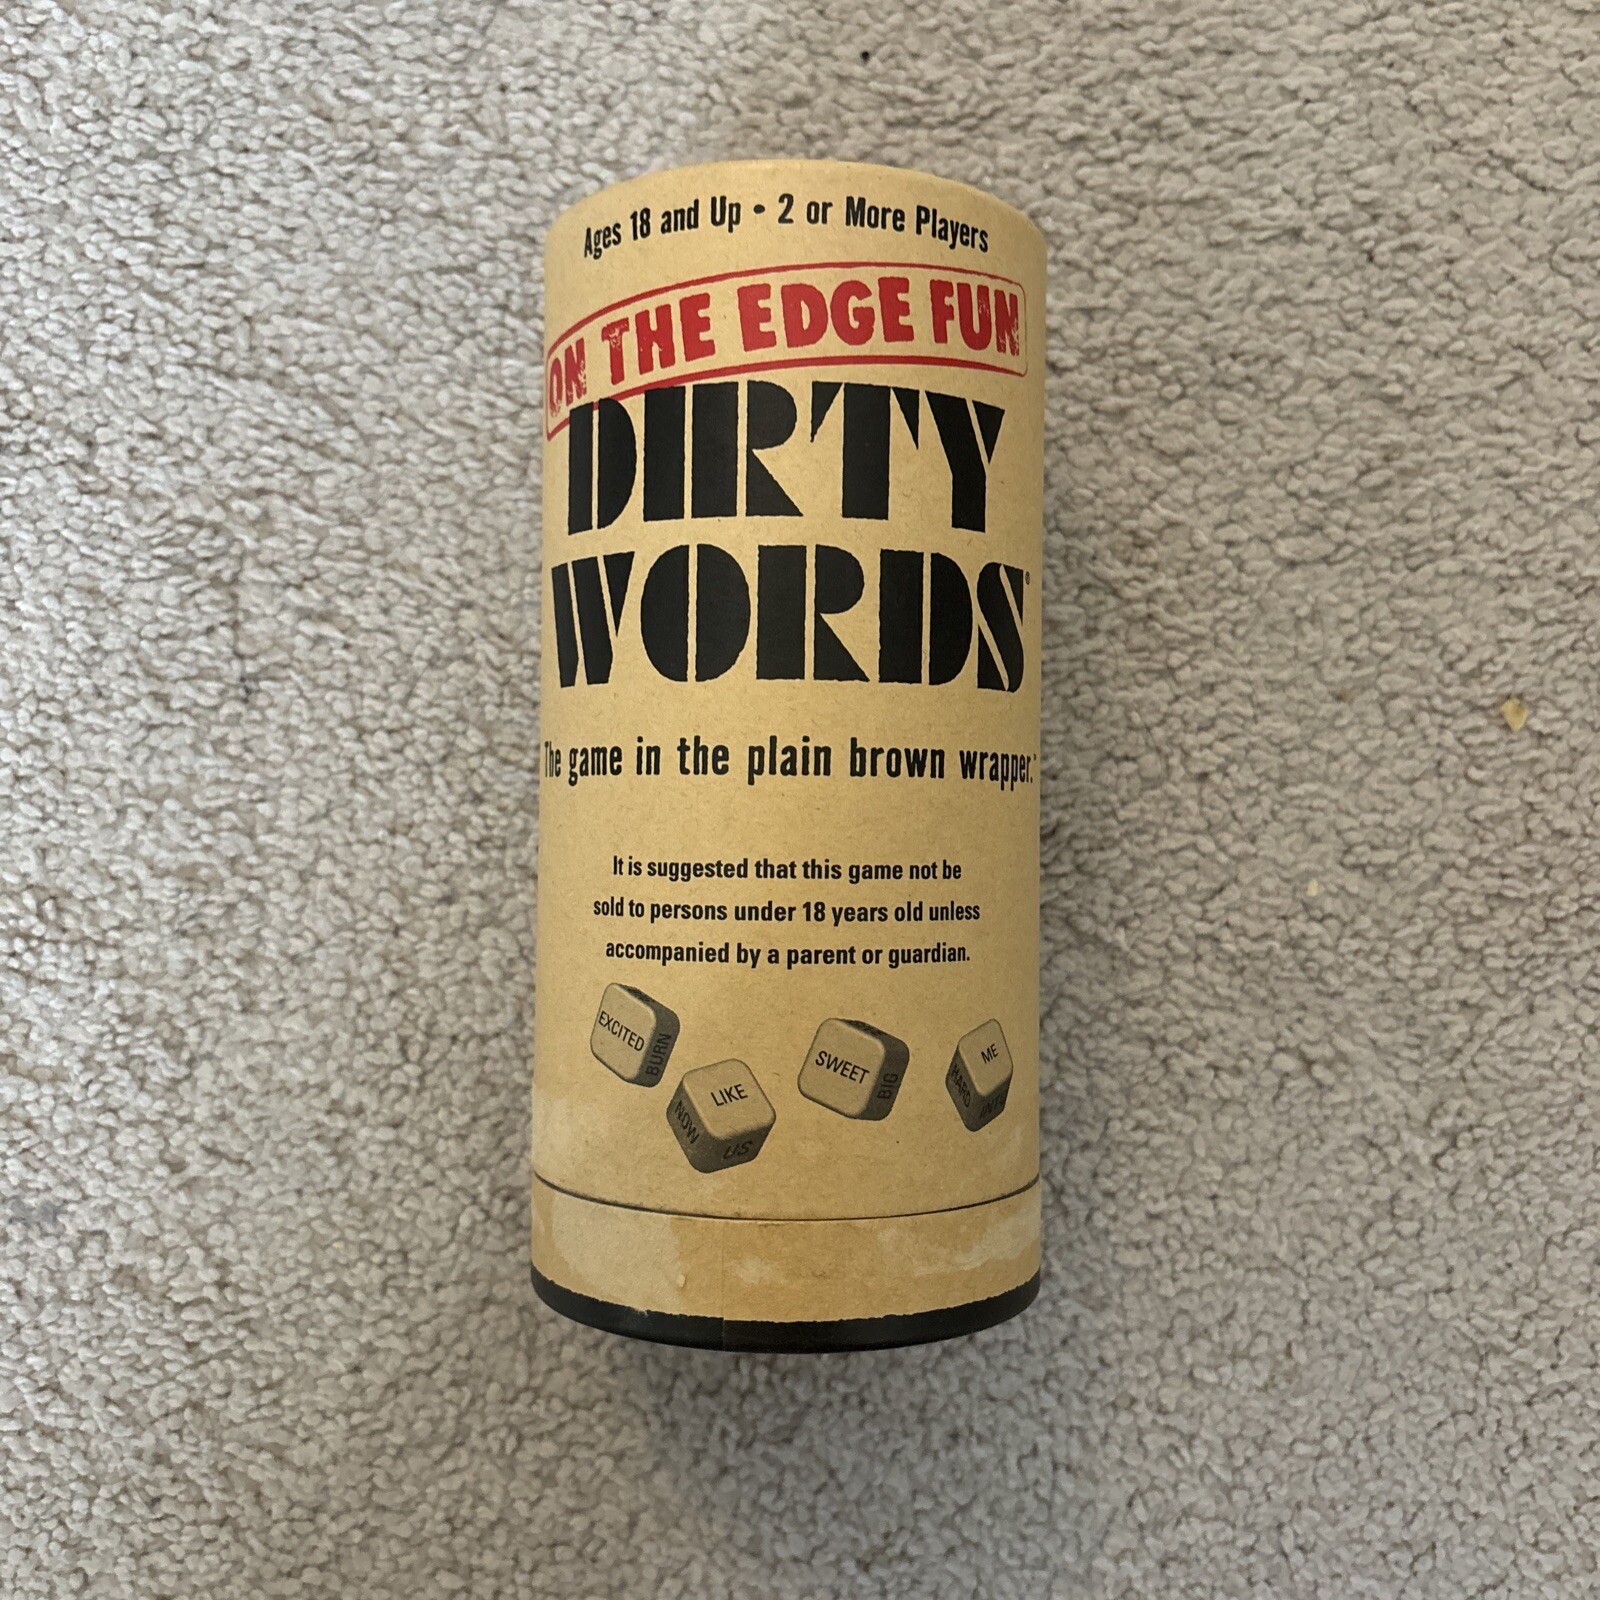 Ages 18 and Up • 2 or More Players
ON THE EDGE FUN
DIRTY
WORDS®
The game in the plain brown wrapper.
It is suggested that this game not be
sold to persons under 18 years old unless
accompanied by a parent or guardian.
EXCITED
BURN
LIKE
NOW
US
SWEET
BIG
ME
HARD